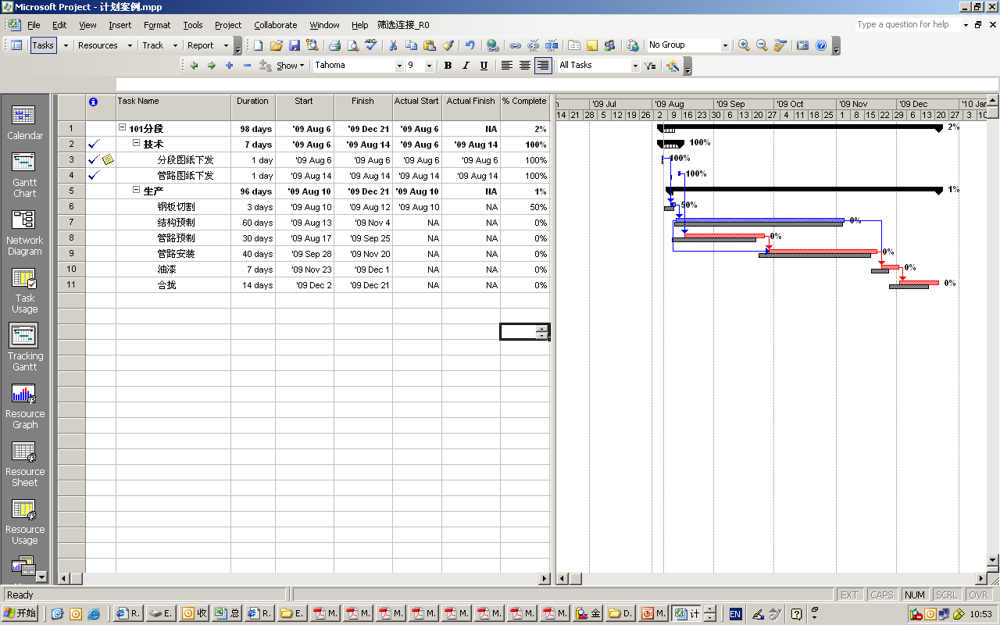 Microsoft Project - 计划案例.mpp
File Edit View Insert Format Tools Project Collaborate Window Help 筛选连接_R0 Type a question for help
Tasks Resources Track Report No Group
Show Tahoma 9 B I U All Tasks
Task Name Duration Start Finish Actual Start Actual Finish % Complete
'09 Jul '09 Aug '09 Sep '09 Oct '09 Nov '09 Dec '10 Jan
14 21 28 5 12 19 26 2 9 16 23 30 6 13 20 27 4 11 18 25 1 8 15 22 29 6 13 20 27 3 10
1 101分段 98 days '09 Aug 6 '09 Dec 21 '09 Aug 6 NA 2% 2%
2 技术 7 days '09 Aug 6 '09 Aug 14 '09 Aug 6 '09 Aug 14 100% 100%
3 分段图纸下发 1 day '09 Aug 6 '09 Aug 6 '09 Aug 6 '09 Aug 6 100% 100%
4 管路图纸下发 1 day '09 Aug 14 '09 Aug 14 '09 Aug 14 '09 Aug 14 100% 100%
5 生产 96 days '09 Aug 10 '09 Dec 21 '09 Aug 10 NA 1% 1%
6 钢板切割 3 days '09 Aug 10 '09 Aug 12 '09 Aug 10 NA 50% 50%
7 结构预制 60 days '09 Aug 13 '09 Nov 4 NA NA 0% 0%
8 管路预制 30 days '09 Aug 17 '09 Sep 25 NA NA 0% 0%
9 管路安装 40 days '09 Sep 28 '09 Nov 20 NA NA 0% 0%
10 油漆 7 days '09 Nov 23 '09 Dec 1 NA NA 0% 0%
11 合拢 14 days '09 Dec 2 '09 Dec 21 NA NA 0% 0%
Calendar
Gantt
Chart
Network
Diagram
Task
Usage
Tracking
Gantt
Resource
Graph
Resource
Sheet
Resource
Usage
Ready EXT CAPS NUM SCRL OVR
开始 R. E. 收 总 R. E. M. M. M. M. M. M. M. M. 金 D. M. 计 EN 10:53